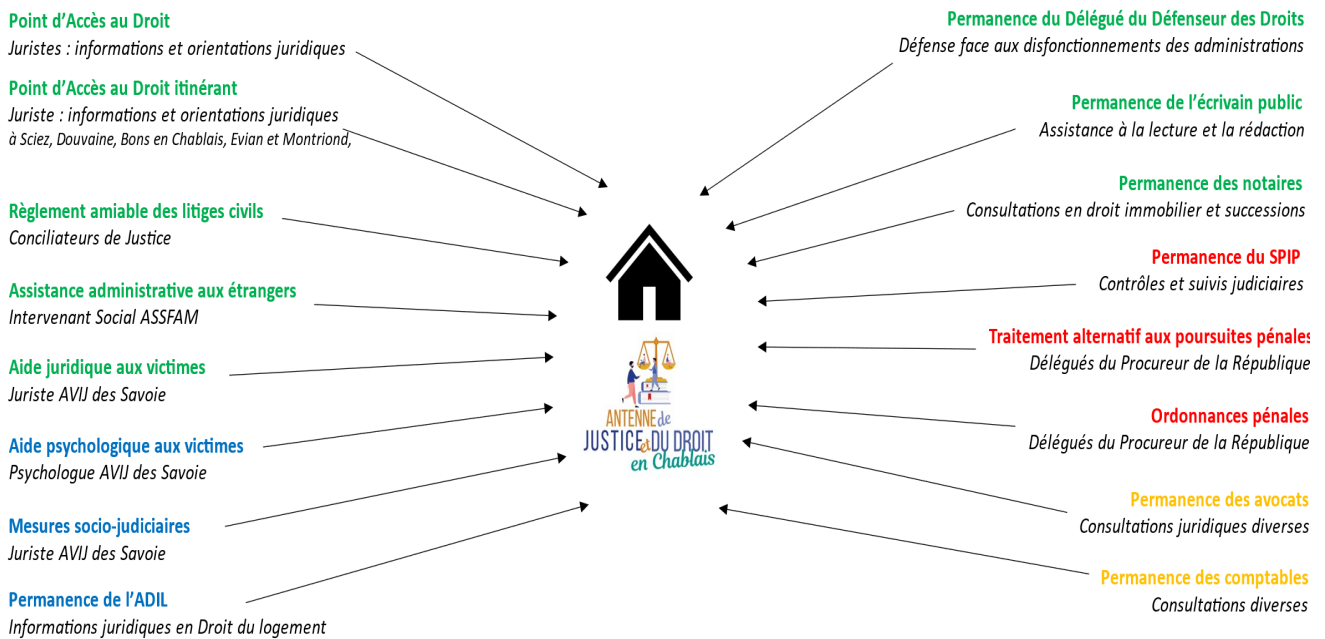 Point d’Accès au Droit
Juristes : informations et orientations juridiques
Point d’Accès au Droit itinérant
Juriste : informations et orientations juridiques
à Sciez, Douvaine, Bons en Chablais, Evian et Montriond,
Règlement amiable des litiges civils
Conciliateurs de Justice
Assistance administrative aux étrangers
Intervenant Social ASSFAM
Aide juridique aux victimes
Juriste AVIJ des Savoie
Aide psychologique aux victimes
Psychologue AVIJ des Savoie
Mesures socio-judiciaires
Juriste AVIJ des Savoie
Permanence de l’ADIL
Informations juridiques en Droit du logement
ANTENNE de
JUSTICE et DU DROIT
en Chablais
Permanence du Délégué du Défenseur des Droits
Défense face aux disfonctionnements des administrations
Permanence de l’écrivain public
Assistance à la lecture et la rédaction
Permanence des notaires
Consultations en droit immobilier et successions
Permanence du SPIP
Contrôles et suivis judiciaires
Traitement alternatif aux poursuites pénales
Délégués du Procureur de la République
Ordonnances pénales
Délégués du Procureur de la République
Permanence des avocats
Consultations juridiques diverses
Permanence des comptables
Consultations diverses